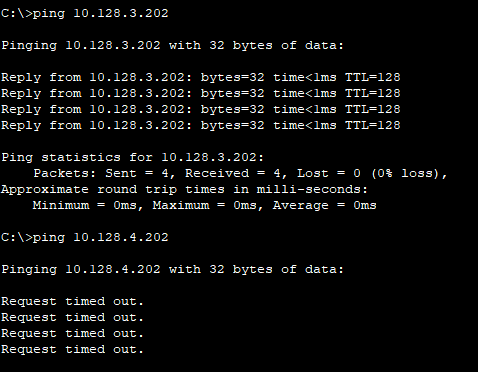 C:\>ping 10.128.3.202
Pinging 10.128.3.202 with 32 bytes of data:
Reply from 10.128.3.202: bytes=32 time<1ms TTL=128
Reply from 10.128.3.202: bytes=32 time<1ms TTL=128
Reply from 10.128.3.202: bytes=32 time<1ms TTL=128
Reply from 10.128.3.202: bytes=32 time<1ms TTL=128
Ping statistics for 10.128.3.202:
    Packets: Sent = 4, Received = 4, Lost = 0 (0% loss),
Approximate round trip times in milli-seconds:
    Minimum = 0ms, Maximum = 0ms, Average = 0ms
C:\>ping 10.128.4.202
Pinging 10.128.4.202 with 32 bytes of data:
Request timed out.
Request timed out.
Request timed out.
Request timed out.